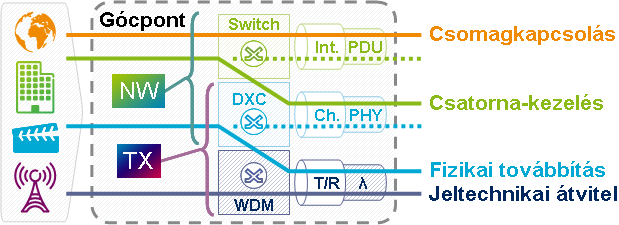 Gócpont
Switch
Int. PDU
Csomagkapcsolás
NW
DXC
Ch. PHY
Csatorna-kezelés
TX
T/R λ
WDM
Fizikai továbbítás
Jeltechnikai átvitel